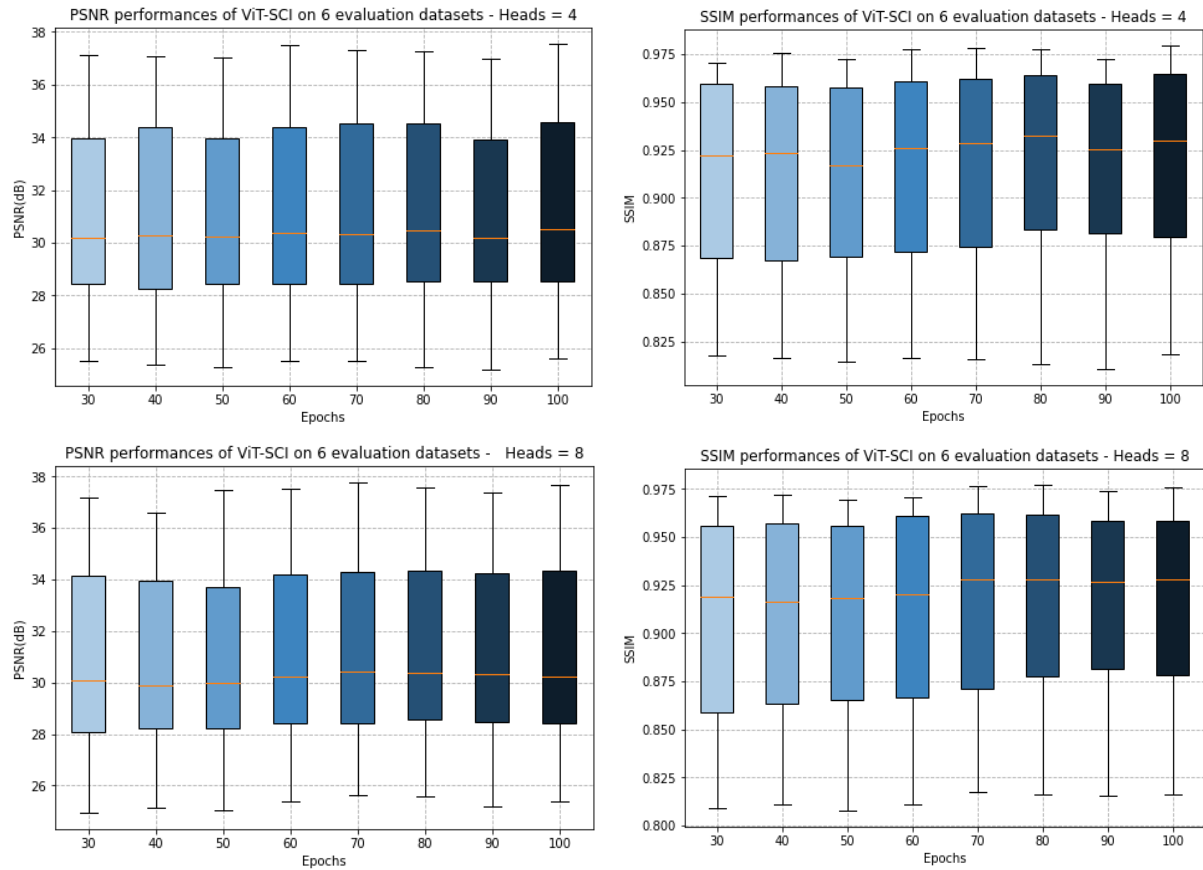 PSNR performances of ViT-SCI on 6 evaluation datasets - Heads = 4
38
36
34
32
30
28
26
PSNR(dB)
30 40 50 60 70 80 90 100
Epochs
SSIM performances of ViT-SCI on 6 evaluation datasets - Heads = 4
0.975
0.950
0.925
0.900
0.875
0.850
0.825
SSIM
30 40 50 60 70 80 90 100
Epochs
PSNR performances of ViT-SCI on 6 evaluation datasets -   Heads = 8
38
36
34
32
30
28
26
PSNR(dB)
30 40 50 60 70 80 90 100
Epochs
SSIM performances of ViT-SCI on 6 evaluation datasets - Heads = 8
0.975
0.950
0.925
0.900
0.875
0.850
0.825
0.800
SSIM
30 40 50 60 70 80 90 100
Epochs